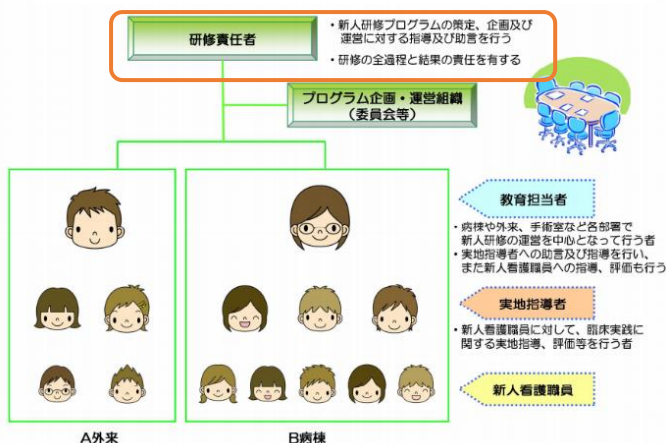 研修責任者
・新人研修プログラムの策定、企画及び
運営に対する指導及び助言を行う
・研修の全過程と結果の責任を有する
プログラム企画・運営組織
（委員会等）
教育担当者
・病棟や外来、手術室など各部署で
新人研修の運営を中心となって行う者
・実地指導者への助言及び指導を行い、
また新人看護職員への指導、評価も行う
実地指導者
・新人看護職員に対して、臨床実践に
関する実地指導、評価等を行う者
新人看護職員
A外来
B病棟